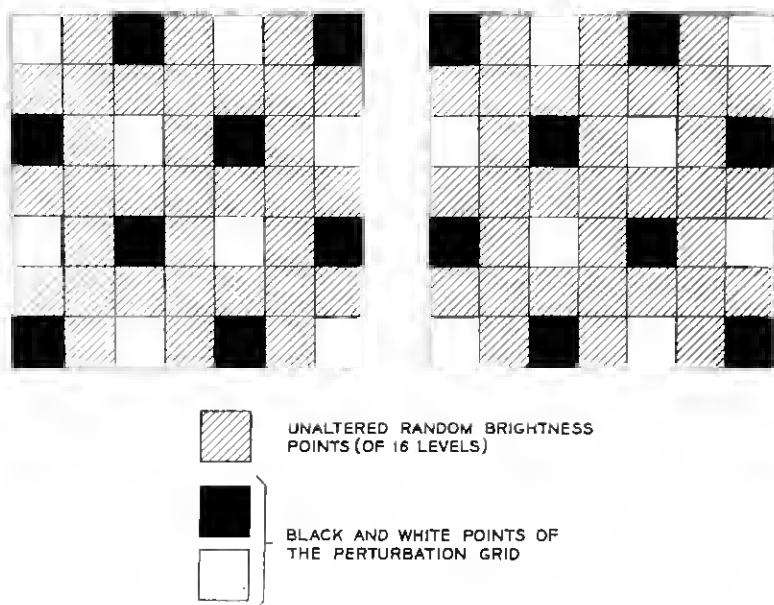 UNALTERED RANDOM BRIGHTNESS
POINTS (OF 16 LEVELS)
BLACK AND WHITE POINTS OF
THE PERTURBATION GRID